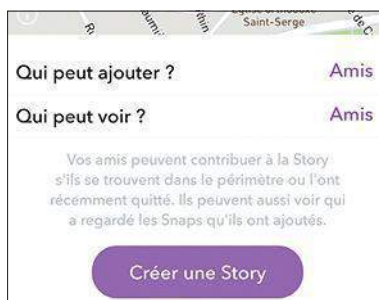 Saint-Serge
Qui peut ajouter ? Amis
Qui peut voir ? Amis
Vos amis peuvent contribuer à la Story
s'ils se trouvent dans le périmètre ou l'ont
récemment quitté. Ils peuvent aussi voir qui
a regardé les Snaps qu'ils ont ajoutés.
Créer une Story